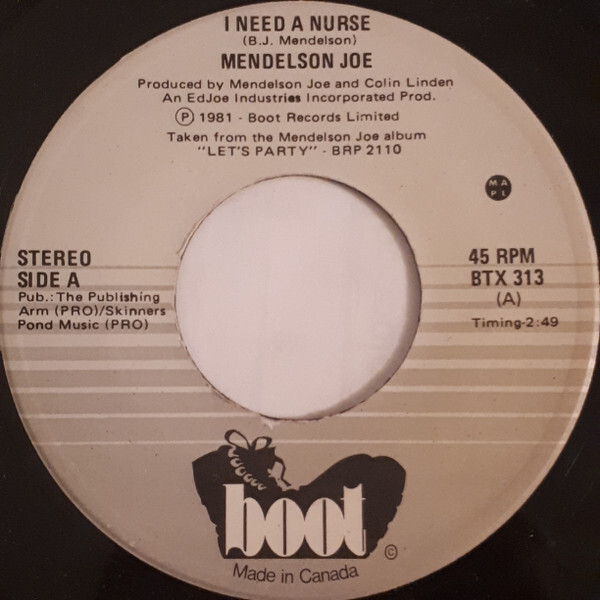 I NEED A NURSE
(B.J. Mendelson)
MENDELSON JOE
Produced by Mendelson Joe and Colin Linden
An EdJoe Industries Incorporated Prod.
Ⓟ 1981 - Boot Records Limited
Taken from the Mendelson Joe album
"LET'S PARTY" - BRP 2110
M A
P L
STEREO
SIDE A
Pub.: The Publishing
Arm (PRO)/Skinners
Pond Music (PRO)
45 RPM
BTX 313
(A)
Timing-2:49
boot ©
Made in Canada